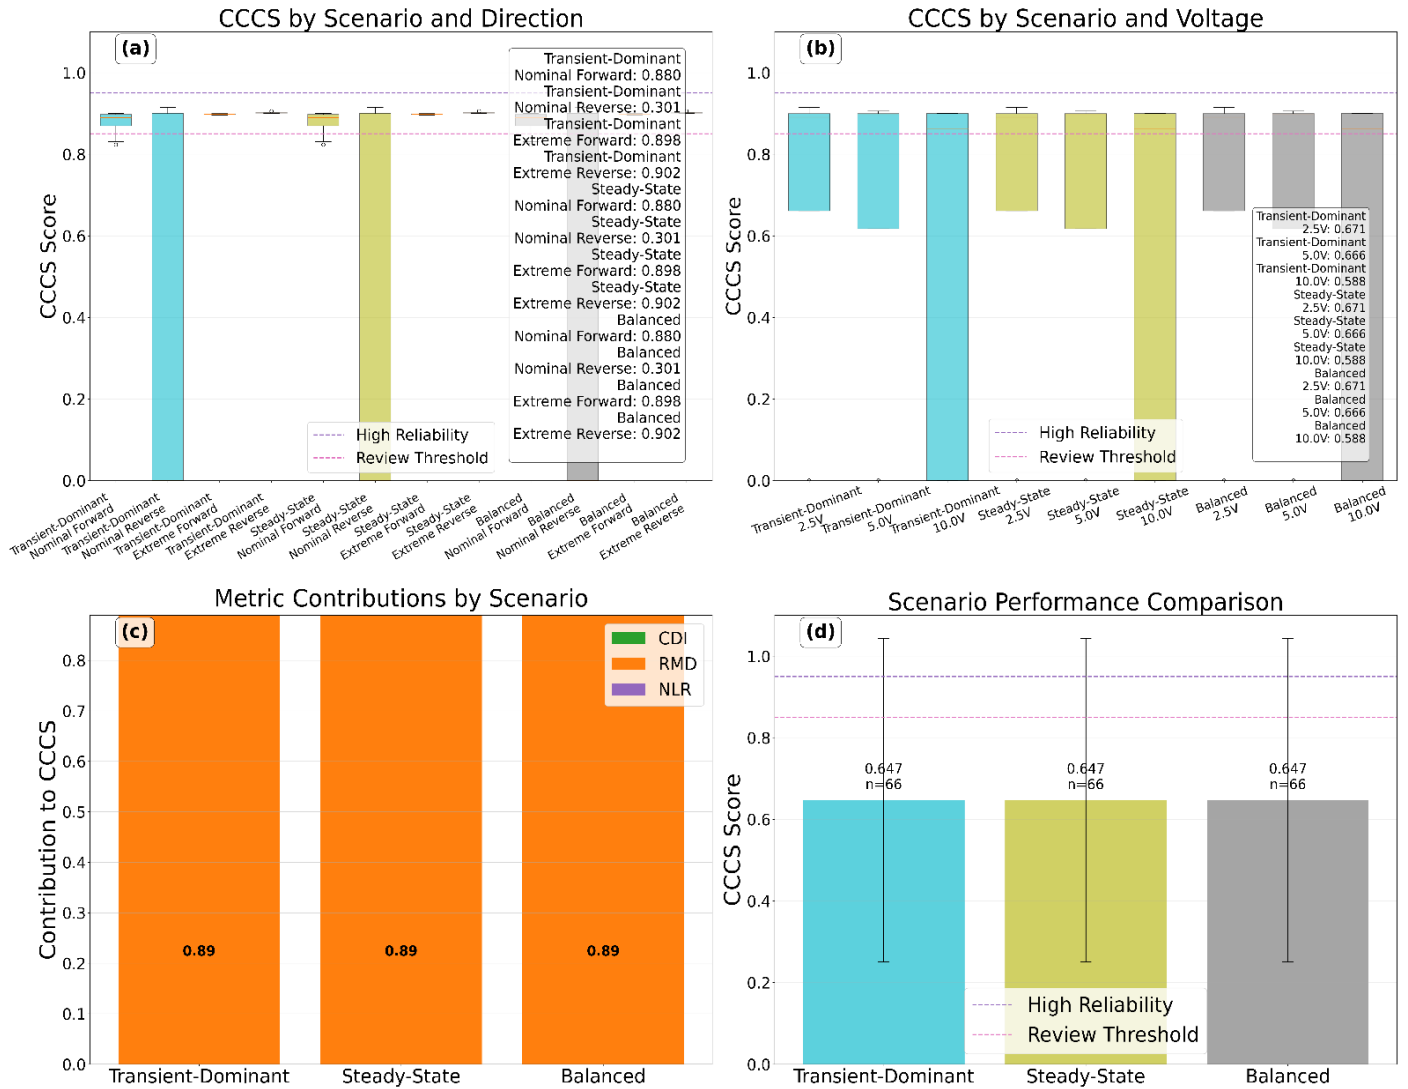 CCCS by Scenario and Direction
(a)
CCCS Score
1.0
0.8
0.6
0.4
0.2
0.0
Transient-Dominant
Nominal Forward: 0.880
Transient-Dominant
Nominal Reverse: 0.301
Transient-Dominant
Extreme Forward: 0.898
Transient-Dominant
Extreme Reverse: 0.902
Steady-State
Nominal Forward: 0.880
Steady-State
Nominal Reverse: 0.301
Steady-State
Extreme Forward: 0.898
Steady-State
Extreme Reverse: 0.902
Balanced
Nominal Forward: 0.880
Balanced
Nominal Reverse: 0.301
Balanced
Extreme Forward: 0.898
Balanced
Extreme Reverse: 0.902
High Reliability
Review Threshold
Transient-Dominant
Nominal Forward
Transient-Dominant
Nominal Reverse
Transient-Dominant
Extreme Forward
Transient-Dominant
Extreme Reverse
Steady-State
Nominal Forward
Steady-State
Nominal Reverse
Steady-State
Extreme Forward
Steady-State
Extreme Reverse
Balanced
Nominal Forward
Balanced
Nominal Reverse
Balanced
Extreme Forward
Balanced
Extreme Reverse
CCCS by Scenario and Voltage
(b)
CCCS Score
1.0
0.8
0.6
0.4
0.2
0.0
Transient-Dominant
2.5V: 0.671
Transient-Dominant
5.0V: 0.666
Transient-Dominant
10.0V: 0.588
Steady-State
2.5V: 0.671
Steady-State
5.0V: 0.666
Steady-State
10.0V: 0.588
Balanced
2.5V: 0.671
Balanced
5.0V: 0.666
Balanced
10.0V: 0.588
High Reliability
Review Threshold
Transient-Dominant
2.5V
Transient-Dominant
5.0V
Transient-Dominant
10.0V
Steady-State
2.5V
Steady-State
5.0V
Steady-State
10.0V
Balanced
2.5V
Balanced
5.0V
Balanced
10.0V
Metric Contributions by Scenario
(c)
Contribution to CCCS
0.8
0.7
0.6
0.5
0.4
0.3
0.2
0.1
0.0
CDI
RMD
NLR
0.89
0.89
0.89
Transient-Dominant
Steady-State
Balanced
Scenario Performance Comparison
(d)
CCCS Score
1.0
0.8
0.6
0.4
0.2
0.0
0.647
n=66
0.647
n=66
0.647
n=66
High Reliability
Review Threshold
Transient-Dominant
Steady-State
Balanced